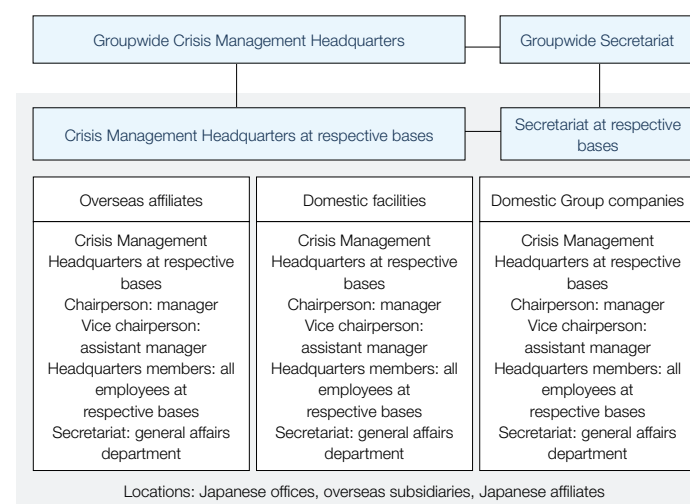 Groupwide Crisis Management Headquarters
Groupwide Secretariat
Crisis Management Headquarters at respective bases
Secretariat at respective
bases
Overseas affiliates
Crisis Management
Headquarters at respective
bases
Chairperson: manager
Vice chairperson:
assistant manager
Headquarters members: all
employees at
respective bases
Secretariat: general affairs
department
Domestic facilities
Crisis Management
Headquarters at respective
bases
Chairperson: manager
Vice chairperson:
assistant manager
Headquarters members: all
employees at
respective bases
Secretariat: general affairs
department
Domestic Group companies
Crisis Management
Headquarters at respective
bases
Chairperson: manager
Vice chairperson:
assistant manager
Headquarters members: all
employees at
respective bases
Secretariat: general affairs
department
Locations: Japanese offices, overseas subsidiaries, Japanese affiliates